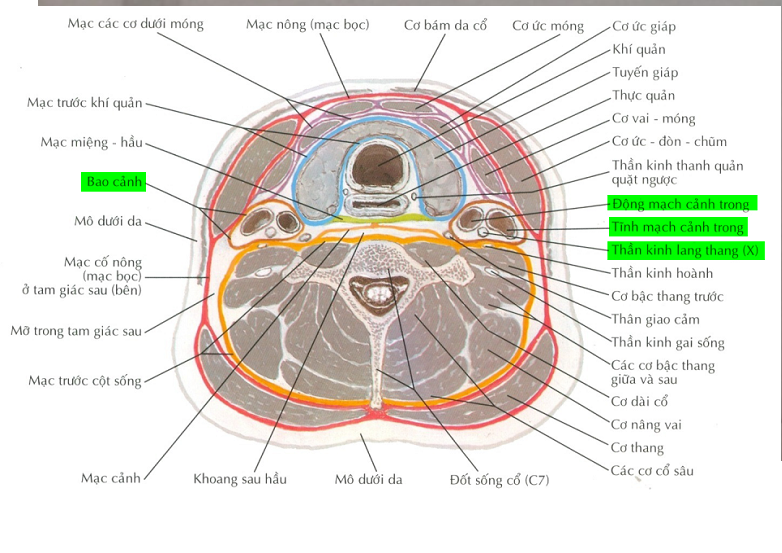 Mạc các cơ dưới móng
Mạc nông (mạc bọc)
Cơ bám da cổ
Cơ ức móng
Mạc trước khí quản
Mạc miệng - hầu
Bao cảnh
Mô dưới da
Mạc cổ nông
(mạc bọc)
ở tam giác sau (bên)
Mỡ trong tam giác sau
Mạc trước cột sống
Mạc cảnh
Khoang sau hầu
Mô dưới da
Đốt sống cổ (C7)
Cơ ức giáp
Khí quản
Tuyến giáp
Thực quản
Cơ vai - móng
Cơ ức - đòn - chũm
Thần kinh thanh quản
quặt ngược
Động mạch cảnh trong
Tĩnh mạch cảnh trong
Thần kinh lang thang (X)
Thần kinh hoành
Cơ bậc thang trước
Thân giao cảm
Thần kinh gai sống
Các cơ bậc thang
giữa và sau
Cơ dài cổ
Cơ nâng vai
Cơ thang
Các cơ cổ sâu